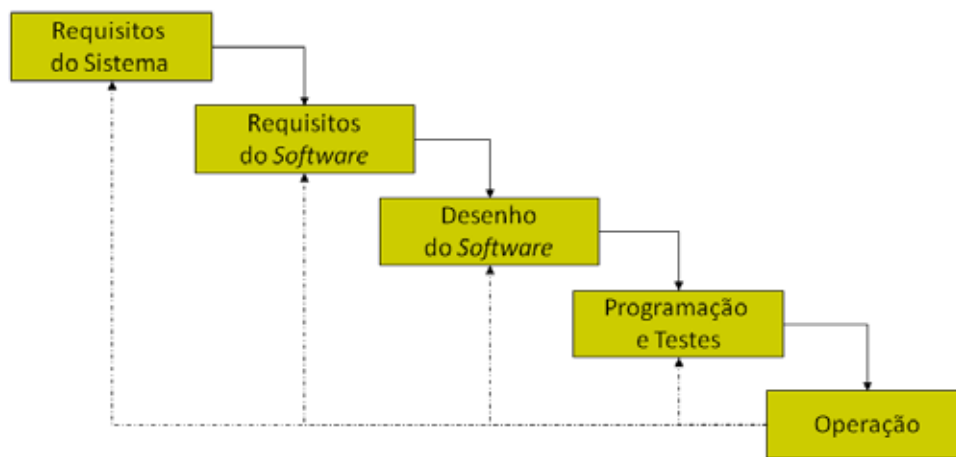 Requisitos
do Sistema
Requisitos
do Software
Desenho
do Software
Programação
e Testes
Operação